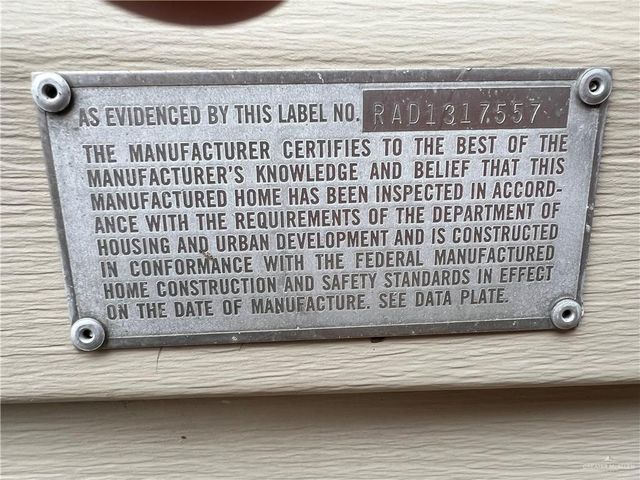 AS EVIDENCED BY THIS LABEL NO. RAD1317557
THE MANUFACTURER CERTIFIES TO THE BEST OF THE
MANUFACTURER'S KNOWLEDGE AND BELIEF THAT THIS
MANUFACTURED HOME HAS BEEN INSPECTED IN ACCORD-
ANCE WITH THE REQUIREMENTS OF THE DEPARTMENT OF
HOUSING AND URBAN DEVELOPMENT AND IS CONSTRUCTED
IN CONFORMANCE WITH THE FEDERAL MANUFACTURED
HOME CONSTRUCTION AND SAFETY STANDARDS IN EFFECT
ON THE DATE OF MANUFACTURE. SEE DATA PLATE.